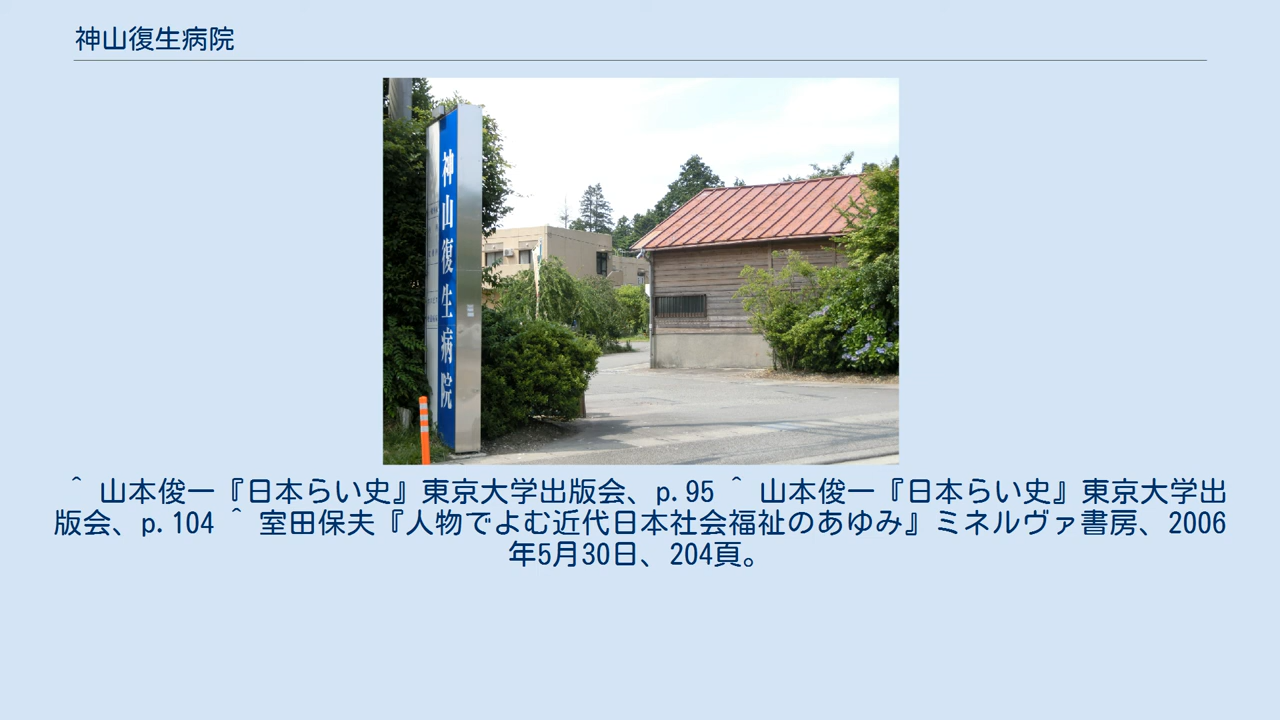 神山復生病院
神山復生病院
^ 山本俊一『日本らい史』東京大学出版会、p.95 ^ 山本俊一『日本らい史』東京大学出
版会、p.104 ^ 室田保夫『人物でよむ近代日本社会福祉のあゆみ』ミネルヴァ書房、2006
年5月30日、204頁。